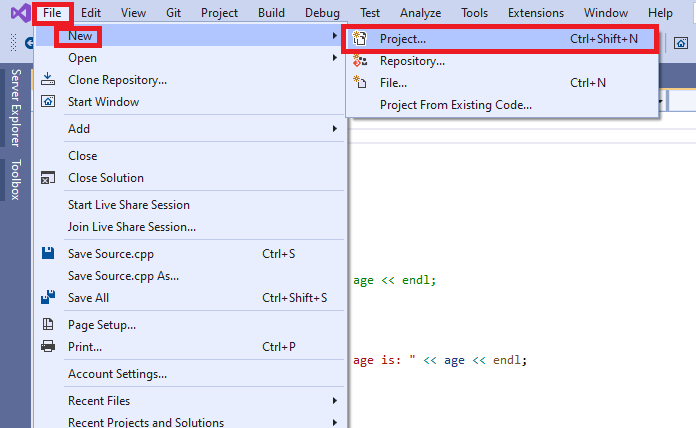 File Edit View Git Project Build Debug Test Analyze Tools Extensions Window Help
New
Project... Ctrl+Shift+N
Open
Repository...
Clone Repository...
File... Ctrl+N
Start Window
Project From Existing Code...
Server Explorer
Toolbox
Add
Close
Close Solution
Start Live Share Session
Join Live Share Session...
Save Source.cpp Ctrl+S
Save Source.cpp As...
age << endl;
Save All Ctrl+Shift+S
Page Setup...
Print... Ctrl+P
age is: " << age << endl;
Account Settings...
Recent Files
Recent Projects and Solutions